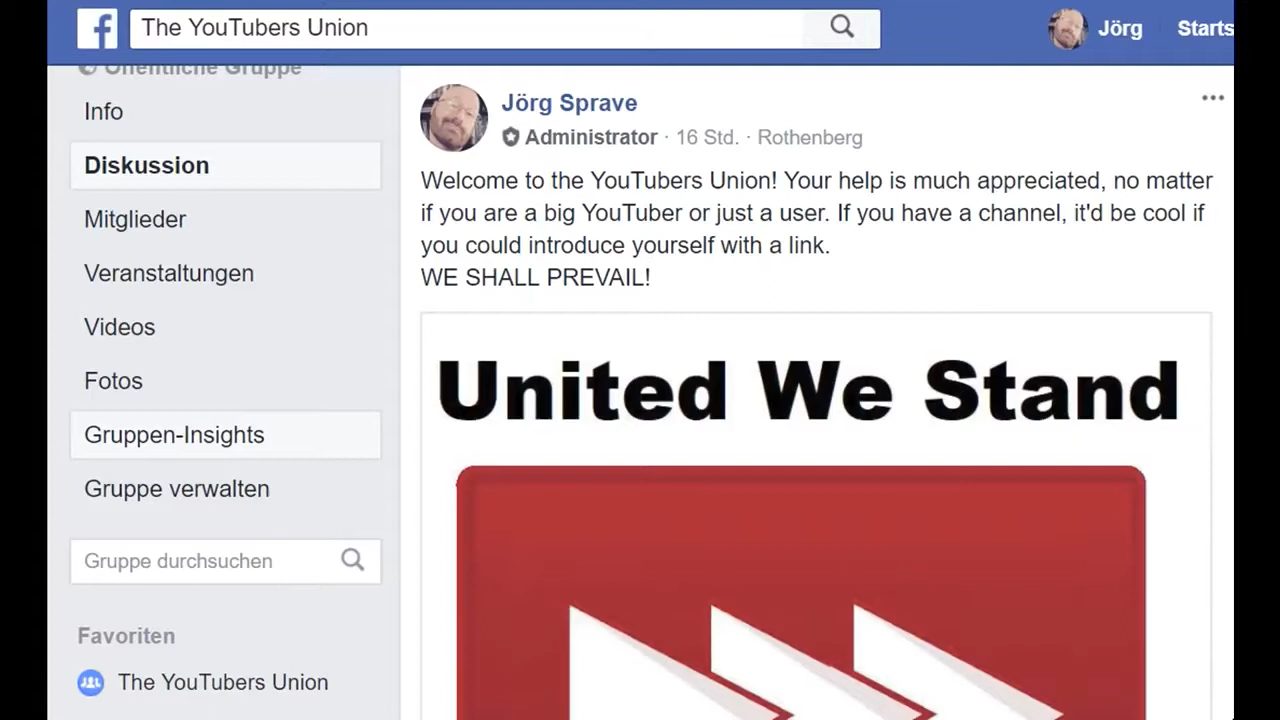 The YouTubers Union
Jörg
Starts
Öffentliche Gruppe
Info
Diskussion
Mitglieder
Veranstaltungen
Videos
Fotos
Gruppen-Insights
Gruppe verwalten
Gruppe durchsuchen
Favoriten
The YouTubers Union
Jörg Sprave
Administrator · 16 Std. · Rothenberg
Welcome to the YouTubers Union! Your help is much appreciated, no matter
if you are a big YouTuber or just a user. If you have a channel, it'd be cool if
you could introduce yourself with a link.
WE SHALL PREVAIL!
United We Stand